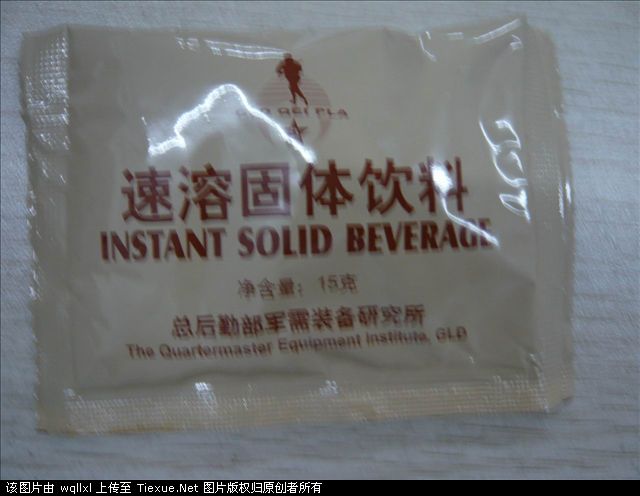 QEI PLA
速溶固体饮料
INSTANT SOLID BEVERAGE
净含量：15克
总后勤部军需装备研究所
The Quartermaster Equipment Institute, GLD
该图片由 wqllxl 上传至 Tiexue.Net 图片版权归原创者所有